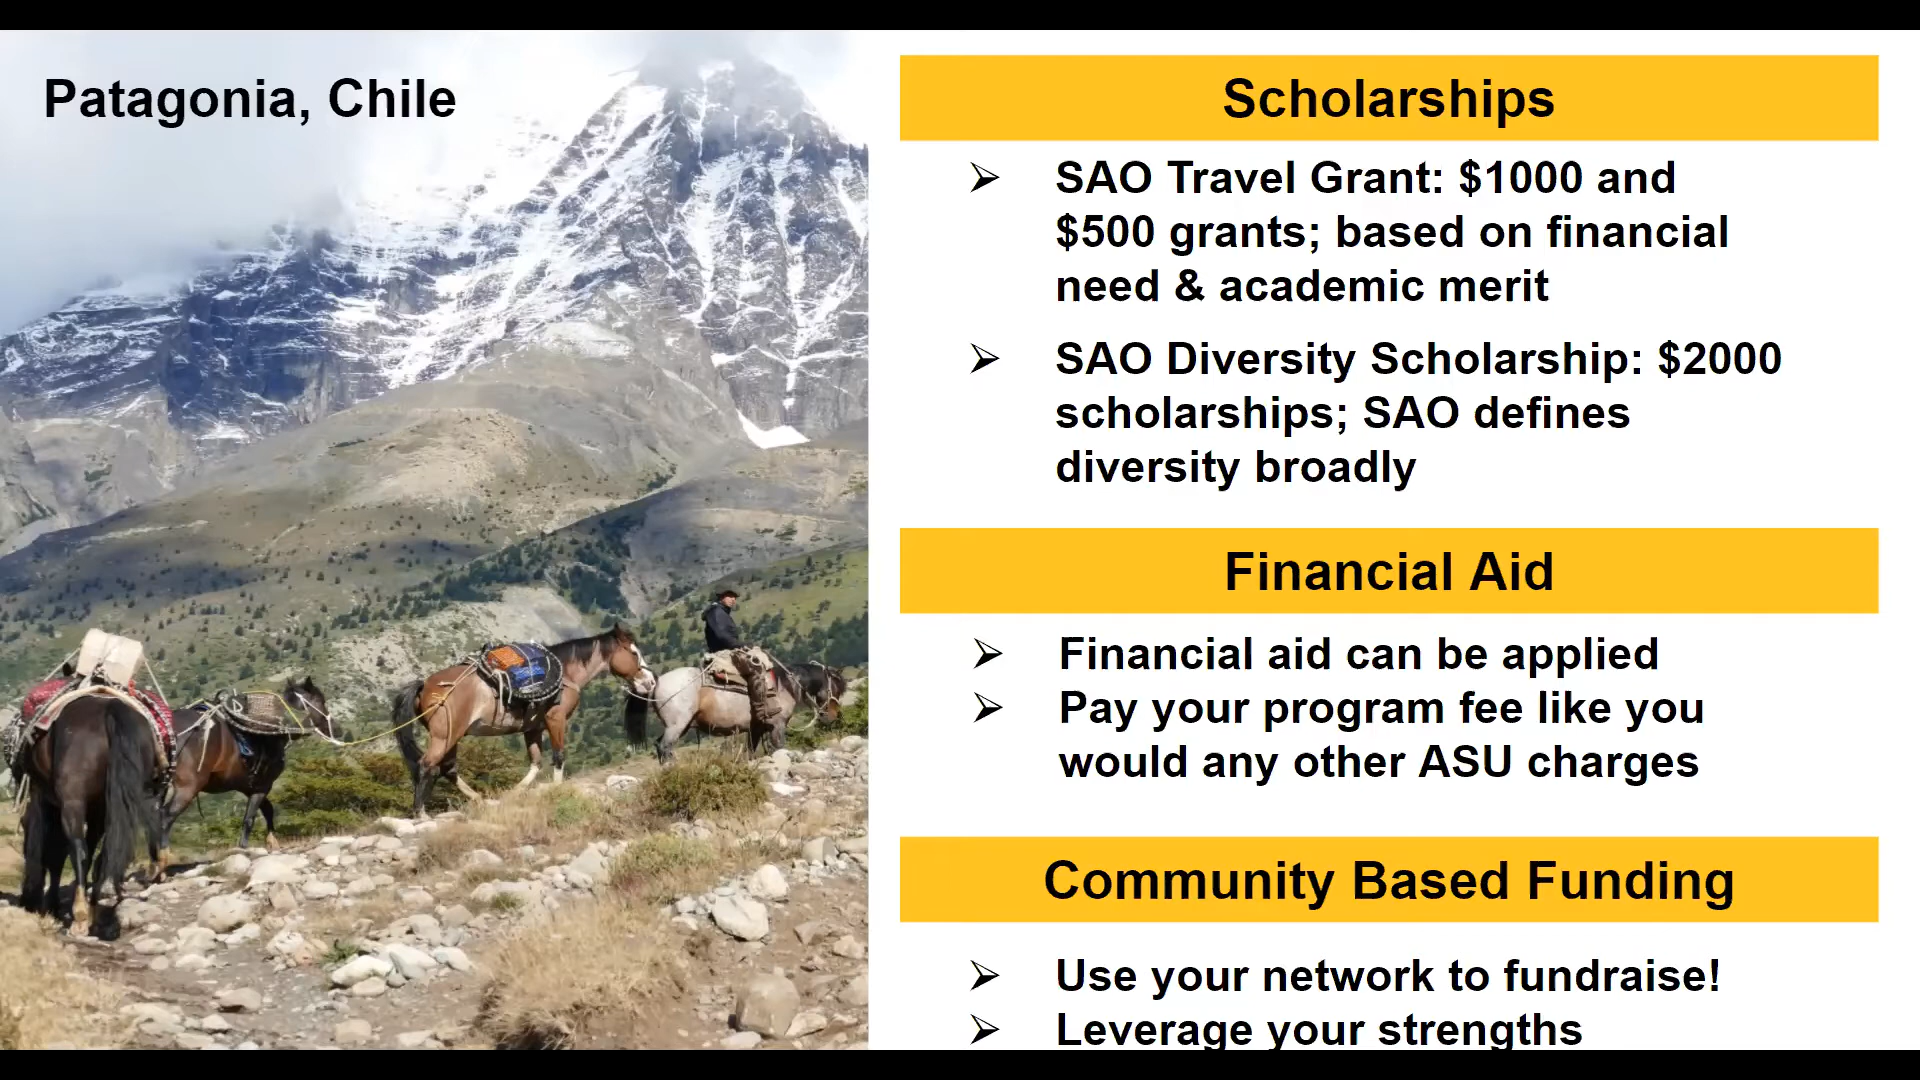 Patagonia, Chile
Scholarships
➢ SAO Travel Grant: $1000 and
$500 grants; based on financial
need & academic merit
➢ SAO Diversity Scholarship: $2000
scholarships; SAO defines
diversity broadly
Financial Aid
➢ Financial aid can be applied
➢ Pay your program fee like you
would any other ASU charges
Community Based Funding
➢ Use your network to fundraise!
➢ Leverage your strengths